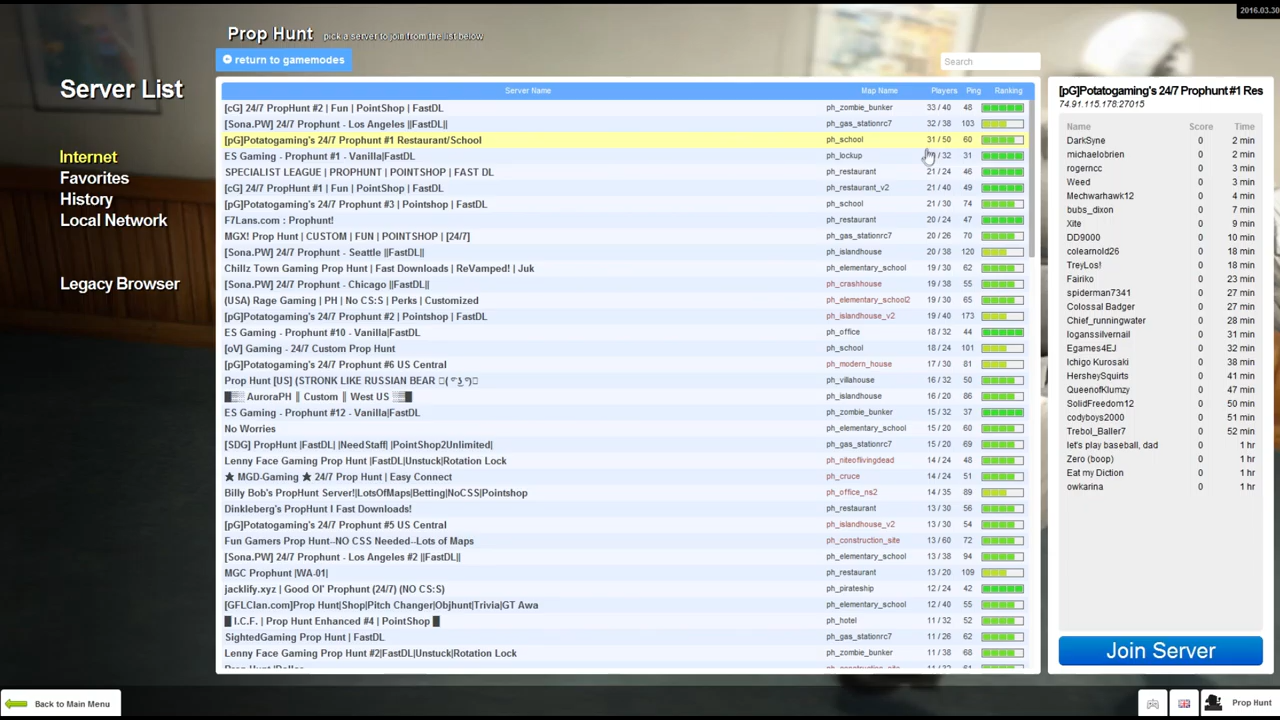 2016.03.30
Prop Hunt pick a server to join from the list below
return to gamemodes
Search
Server List
Internet
Favorites
History
Local Network
Legacy Browser
Server Name Map Name Players Ping Ranking
[cG] 24/7 PropHunt #2 | Fun | PointShop | FastDL ph_zombie_bunker 33 / 40 48
[Sona.PW] 24/7 Prophunt - Los Angeles ||FastDL|| ph_gas_stationrc7 32 / 38 103
[pG]Potatogaming's 24/7 Prophunt #1 Restaurant/School ph_school 31 / 50 60
ES Gaming - Prophunt #1 - Vanilla|FastDL ph_lockup / 32 31
SPECIALIST LEAGUE | PROPHUNT | POINTSHOP | FAST DL ph_restaurant 21 / 24 46
[cG] 24/7 PropHunt #1 | Fun | PointShop | FastDL ph_restaurant_v2 21 / 40 49
[pG]Potatogaming's 24/7 Prophunt #3 | Pointshop | FastDL ph_school 21 / 30 74
F7Lans.com : Prophunt! ph_restaurant 20 / 24 47
MGX! Prop Hunt | CUSTOM | FUN | POINTSHOP | [24/7] ph_gas_stationrc7 20 / 26 70
[Sona.PW] 24/7 Prophunt - Seattle ||FastDL|| ph_islandhouse 20 / 38 120
Chillz Town Gaming Prop Hunt | Fast Downloads | ReVamped! | Juk ph_elementary_school 19 / 30 62
[Sona.PW] 24/7 Prophunt - Chicago ||FastDL|| ph_crashhouse 19 / 38 55
(USA) Rage Gaming | PH | No CS:S | Perks | Customized ph_elementary_school2 19 / 30 65
[pG]Potatogaming's 24/7 Prophunt #2 | Pointshop | FastDL ph_islandhouse_v2 19 / 40 173
ES Gaming - Prophunt #10 - Vanilla|FastDL ph_office 18 / 32 44
[oV] Gaming - 24/7 Custom Prop Hunt ph_school 18 / 24 101
[pG]Potatogaming's 24/7 Prophunt #6 US Central ph_modern_house 17 / 30 81
Prop Hunt [US] (STRONK LIKE RUSSIAN BEAR ( ͡° ͜ʖ ͡°) ph_villahouse 16 / 32 50
█▓▒░ AuroraPH ║ Custom ║ West US ░▒▓█ ph_islandhouse 16 / 20 86
ES Gaming - Prophunt #12 - Vanilla|FastDL ph_zombie_bunker 15 / 32 37
No Worries ph_elementary_school 15 / 20 60
[SDG] PropHunt |FastDL| |NeedStaff| |PointShop2Unlimited| ph_gas_stationrc7 15 / 20 69
Lenny Face Gaming Prop Hunt |FastDL|Unstuck|Rotation Lock ph_niteoflivingdead 14 / 24 48
★ MGD-Gaming ★ 24/7 Prop Hunt | Easy Connect ph_cruce 14 / 24 51
Billy Bob's PropHunt Server!|LotsOfMaps|Betting|NoCSS|Pointshop ph_office_ns2 14 / 35 89
Dinkleberg's PropHunt I Fast Downloads! ph_restaurant 13 / 30 56
[pG]Potatogaming's 24/7 Prophunt #5 US Central ph_islandhouse_v2 13 / 30 54
Fun Gamers Prop Hunt--NO CSS Needed--Lots of Maps ph_construction_site 13 / 60 72
[Sona.PW] 24/7 Prophunt - Los Angeles #2 ||FastDL|| ph_elementary_school 13 / 38 94
MGC Prophunt |WA-01| ph_restaurant 13 / 20 109
jacklify.xyz | Good Ol' Prophunt (24/7) (NO CS:S) ph_pirateship 12 / 24 42
[GFLClan.com]Prop Hunt|Shop|Pitch Changer|Objhunt|Trivia|GT Awa ph_elementary_school 12 / 40 55
█ I.C.F. | Prop Hunt Enhanced #4 | PointShop █ ph_hotel 11 / 32 52
SightedGaming Prop Hunt | FastDL ph_gas_stationrc7 11 / 26 62
Lenny Face Gaming Prop Hunt #2|FastDL|Unstuck|Rotation Lock ph_zombie_bunker 11 / 38 68
[pG]Potatogaming's 24/7 Prophunt #1 Res
74.91.115.178:27015
Name Score Time
DarkSyne 0 2 min
michaelobrien 0 2 min
rogerncc 0 3 min
Weed 0 3 min
Mechwarhawk12 0 4 min
bubs_dixon 0 7 min
Xite 0 9 min
DD9000 0 10 min
colearnold26 0 18 min
TreyLos! 0 18 min
Fairiko 0 23 min
spiderman7341 0 27 min
Colossal Badger 0 27 min
Chief_runningwater 0 28 min
loganssilvernail 0 31 min
Egames4EJ 0 32 min
Ichigo Kurosaki 0 38 min
HersheySquirts 0 41 min
QueenofKlumzy 0 47 min
SolidFreedom12 0 50 min
codyboys2000 0 51 min
Trebol_Baller7 0 52 min
let's play baseball, dad 0 1 hr
Zero (boop) 0 1 hr
Eat my Diction 0 1 hr
owkarina 0 1 hr
Join Server
Back to Main Menu
Prop Hunt